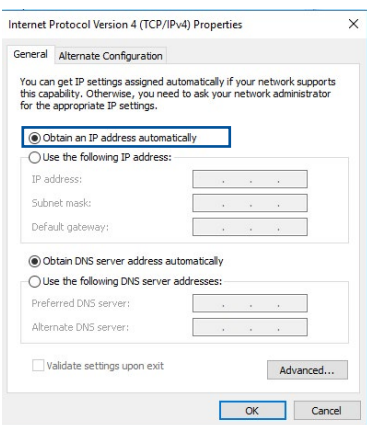 Internet Protocol Version 4 (TCP/IPv4) Properties
General Alternate Configuration
You can get IP settings assigned automatically if your network supports
this capability. Otherwise, you need to ask your network administrator
for the appropriate IP settings.
Obtain an IP address automatically
Use the following IP address:
IP address:
Subnet mask:
Default gateway:
Obtain DNS server address automatically
Use the following DNS server addresses:
Preferred DNS server:
Alternate DNS server:
Validate settings upon exit
Advanced...
OK Cancel